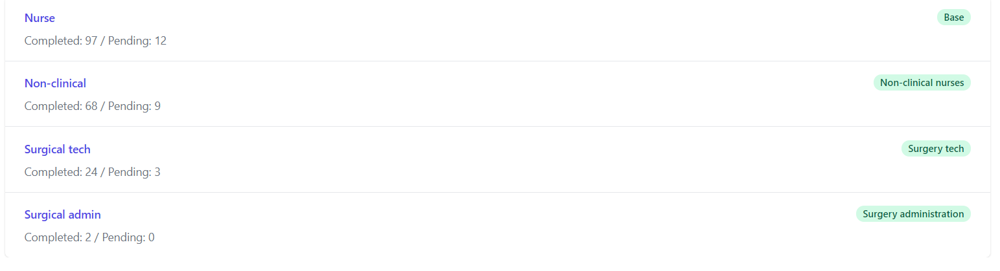 Nurse
Base
Completed: 97 / Pending: 12
Non-clinical
Non-clinical nurses
Completed: 68 / Pending: 9
Surgical tech
Surgery tech
Completed: 24 / Pending: 3
Surgical admin
Surgery administration
Completed: 2 / Pending: 0